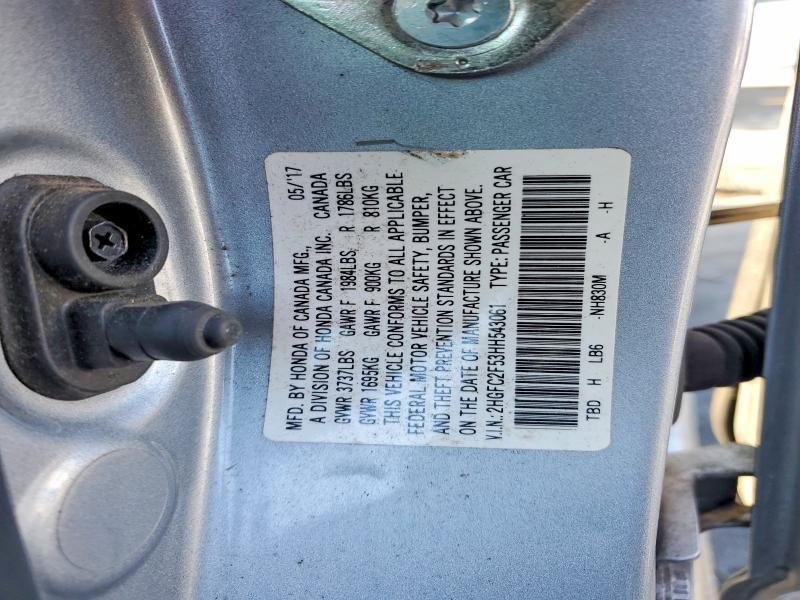 MFD. BY HONDA OF CANADA MFG., 05/'17
A DIVISION OF HONDA CANADA INC. CANADA
GVWR 3737LBS GAWR F 1984LBS, R 1786LBS
GVWR 1695KG GAWR F 900KG R 810KG
THIS VEHICLE CONFORMS TO ALL APPLICABLE
FEDERAL MOTOR VEHICLE SAFETY, BUMPER,
AND THEFT PREVENTION STANDARDS IN EFFECT
ON THE DATE OF MANUFACTURE SHOWN ABOVE.
V.I.N.: 2HGFC2F53HH543061 TYPE: PASSENGER CAR
TBD H LB6 -NH830M -A -H